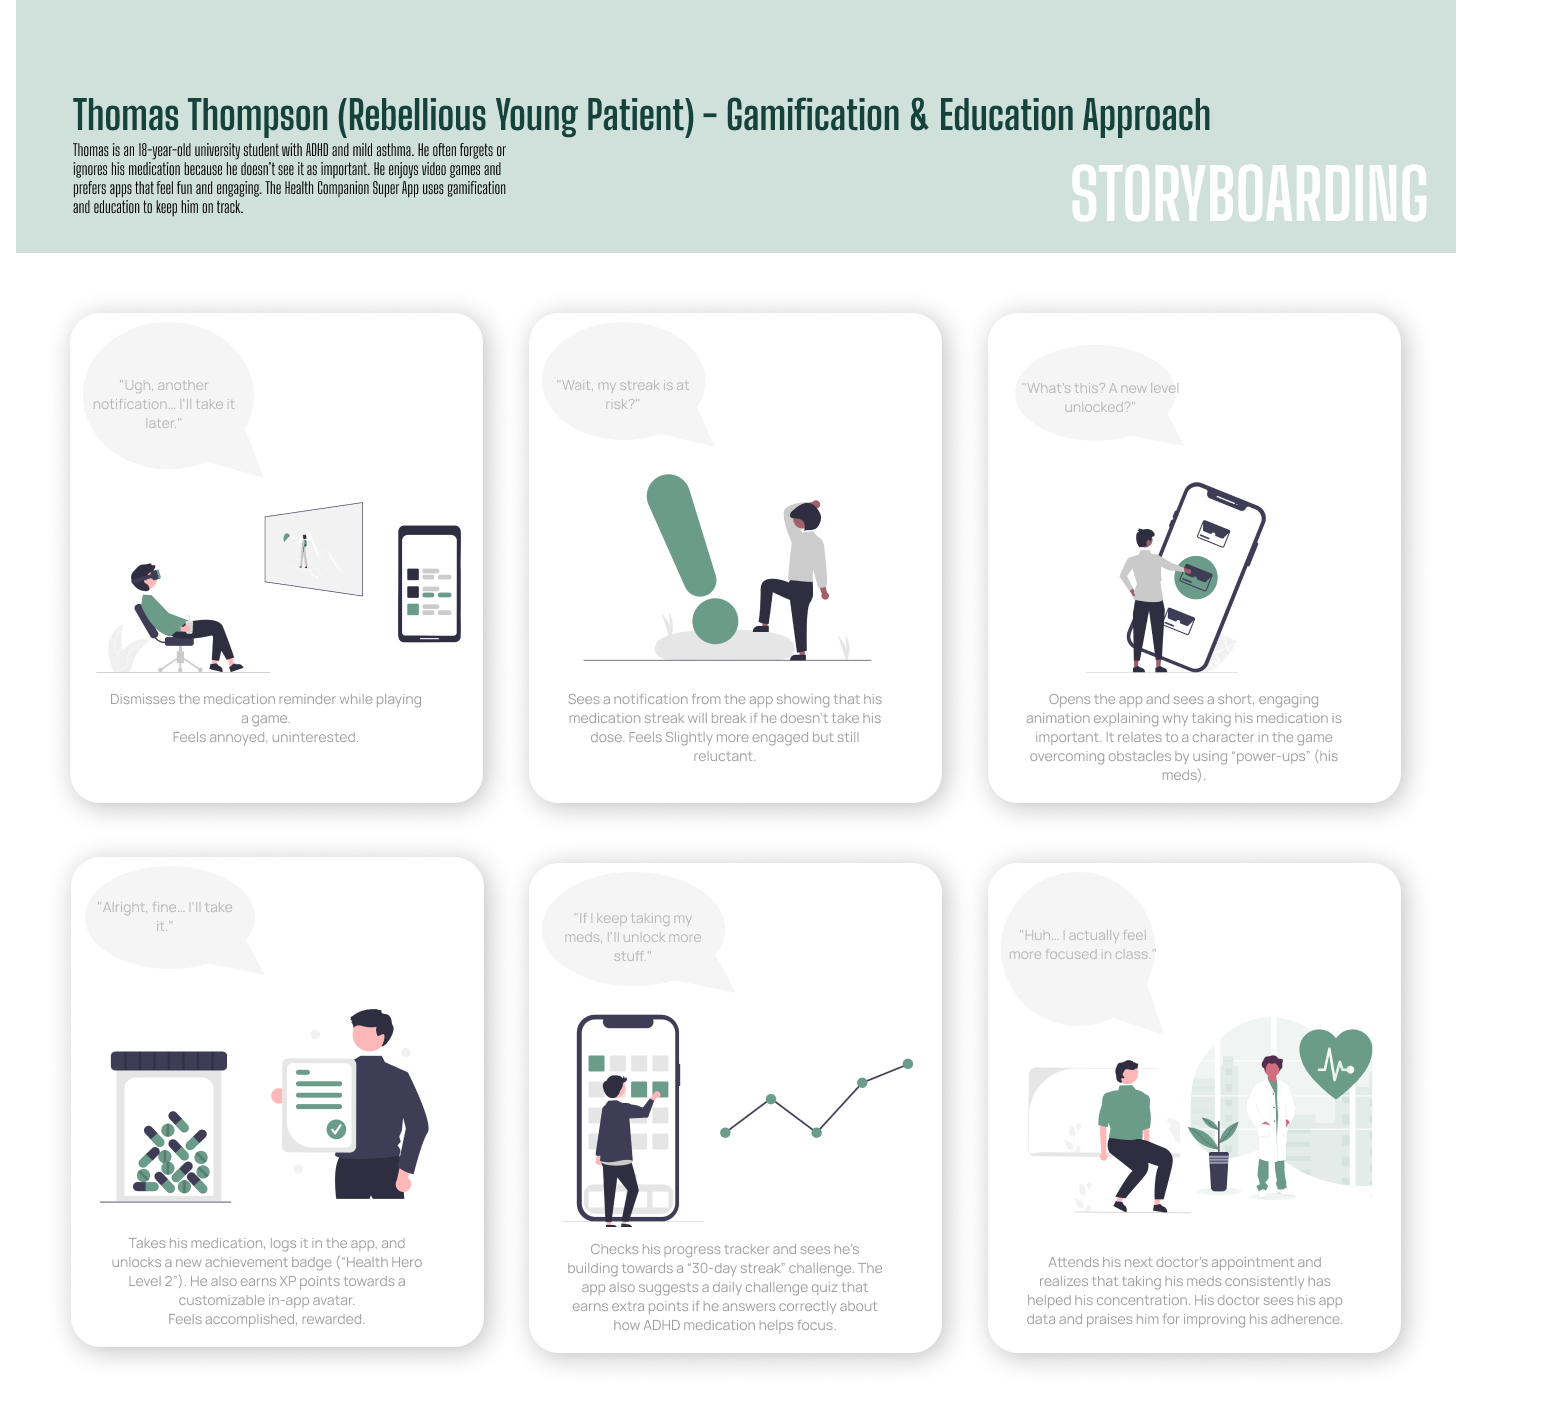 Thomas Thompson (Rebellious Young Patient) – Gamification & Education Approach
Thomas is an 18-year-old university student with ADHD and mild asthma. He often forgets or
ignores his medication because he doesn't see it as important. He enjoys video games and
prefers apps that feel fun and engaging. The Health Companion Super App uses gamification
and education to keep him on track.
STORYBOARDING
"Ugh, another
notification… I'll take it
later."
Dismisses the medication reminder while playing
a game.
Feels annoyed, uninterested.
"Wait, my streak is at
risk?"
Sees a notification from the app showing that his
medication streak will break if he doesn't take his
dose. Feels Slightly more engaged but still
reluctant.
"What's this? A new level
unlocked?"
Opens the app and sees a short, engaging
animation explaining why taking his medication is
important. It relates to a character in the game
overcoming obstacles by using “power-ups” (his
meds).
"Alright, fine… I'll take
it."
Takes his medication, logs it in the app, and
unlocks a new achievement badge (“Health Hero
Level 2”). He also earns XP points towards a
customizable in-app avatar.
Feels accomplished, rewarded.
"If I keep taking my
meds, I'll unlock more
stuff."
Checks his progress tracker and sees he's
building towards a “30-day streak” challenge. The
app also suggests a daily challenge quiz that
earns extra points if he answers correctly about
how ADHD medication helps focus.
"Huh… I actually feel
more focused in class."
Attends his next doctor's appointment and
realizes that taking his meds consistently has
helped his concentration. His doctor sees his app
data and praises him for improving his adherence.